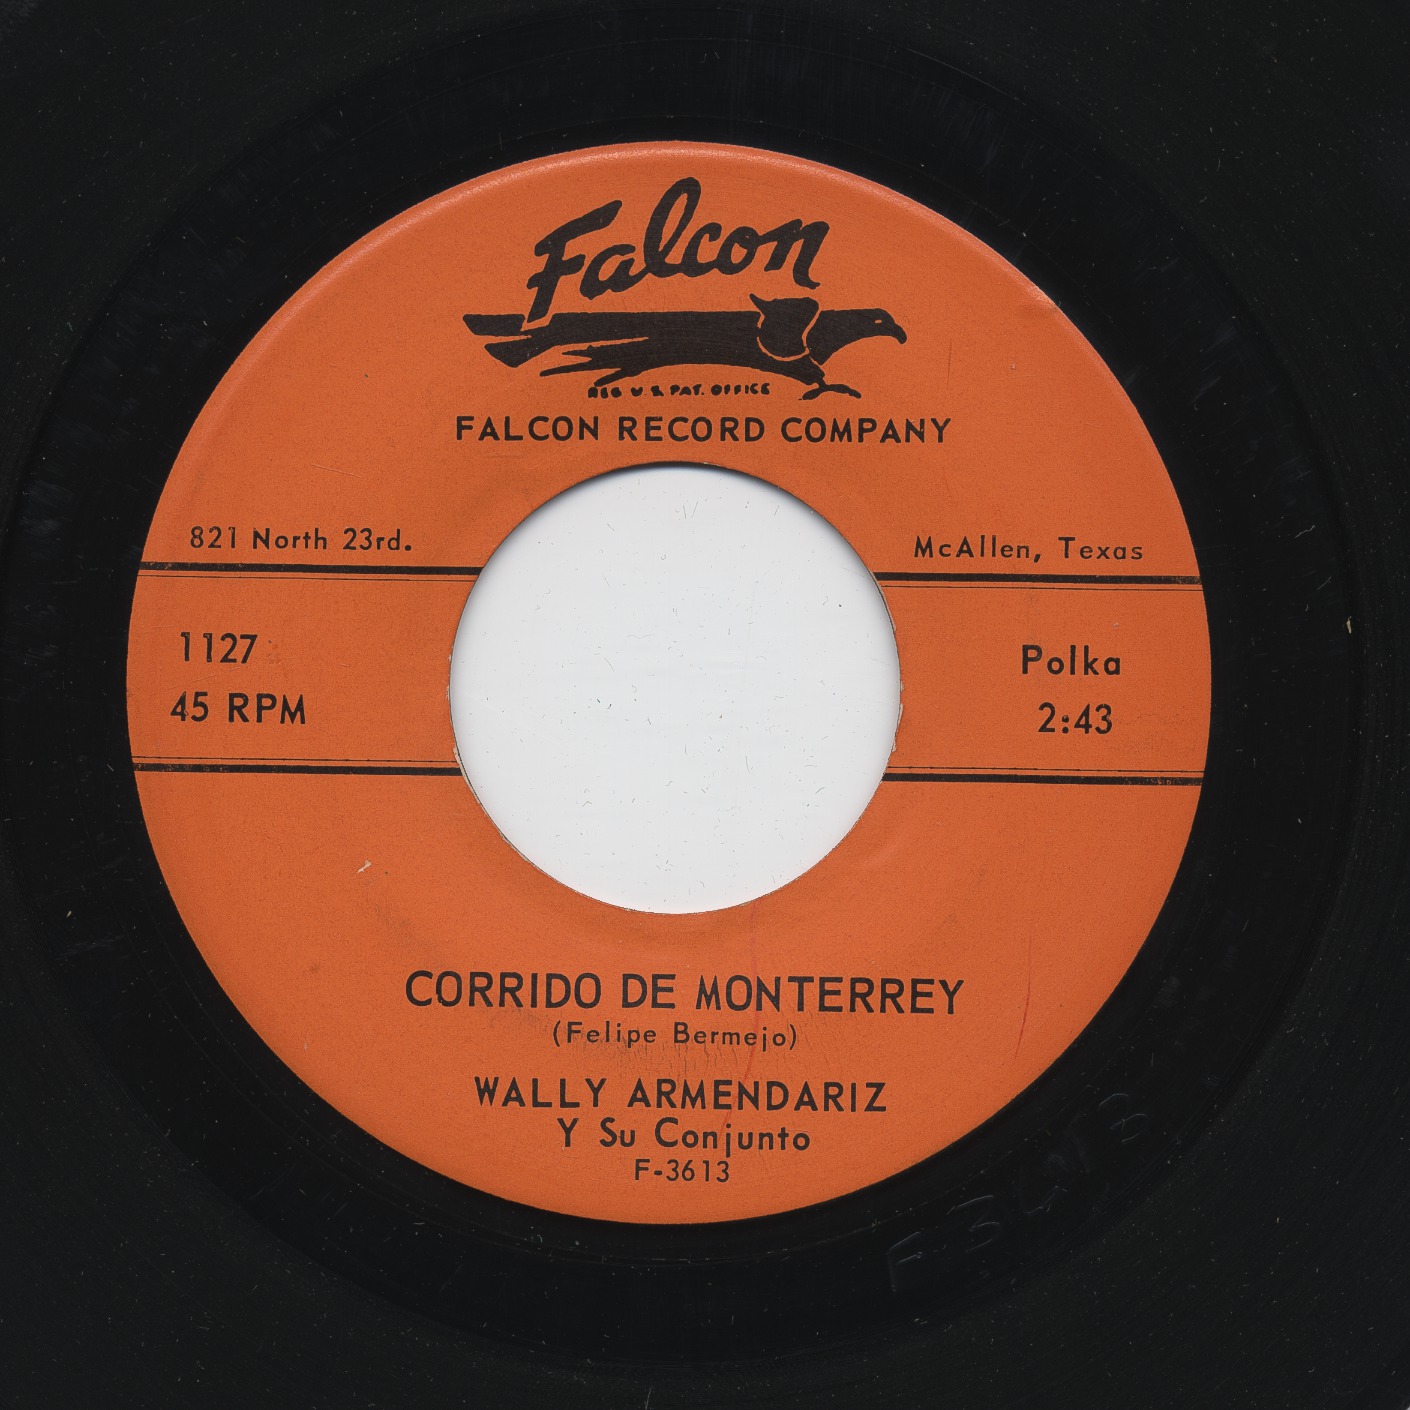 Falcon
REG U S PAT. OFFICE
FALCON RECORD COMPANY
821 North 23rd.
McAllen, Texas
1127
45 RPM
Polka
2:43
CORRIDO DE MONTERREY
(Felipe Bermejo)
WALLY ARMENDARIZ
Y Su Conjunto
F-3613
F-3613